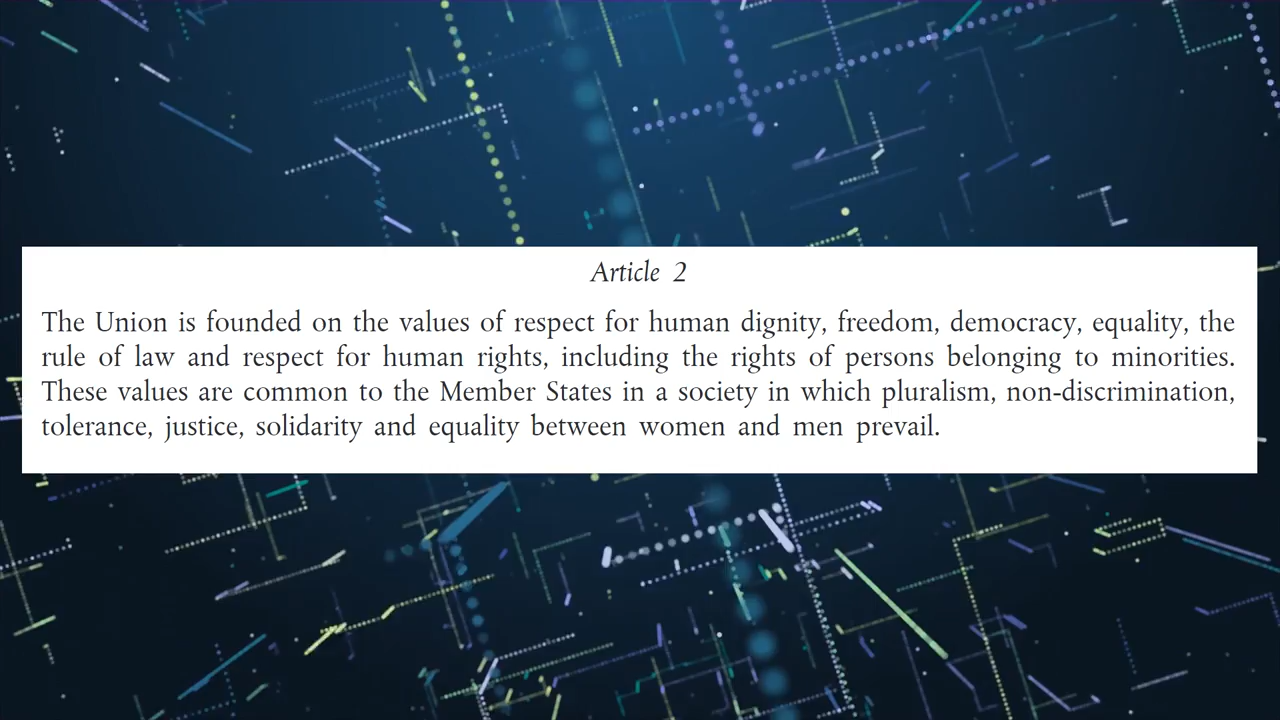 Article 2
The Union is founded on the values of respect for human dignity, freedom, democracy, equality, the
rule of law and respect for human rights, including the rights of persons belonging to minorities.
These values are common to the Member States in a society in which pluralism, non-discrimination,
tolerance, justice, solidarity and equality between women and men prevail.